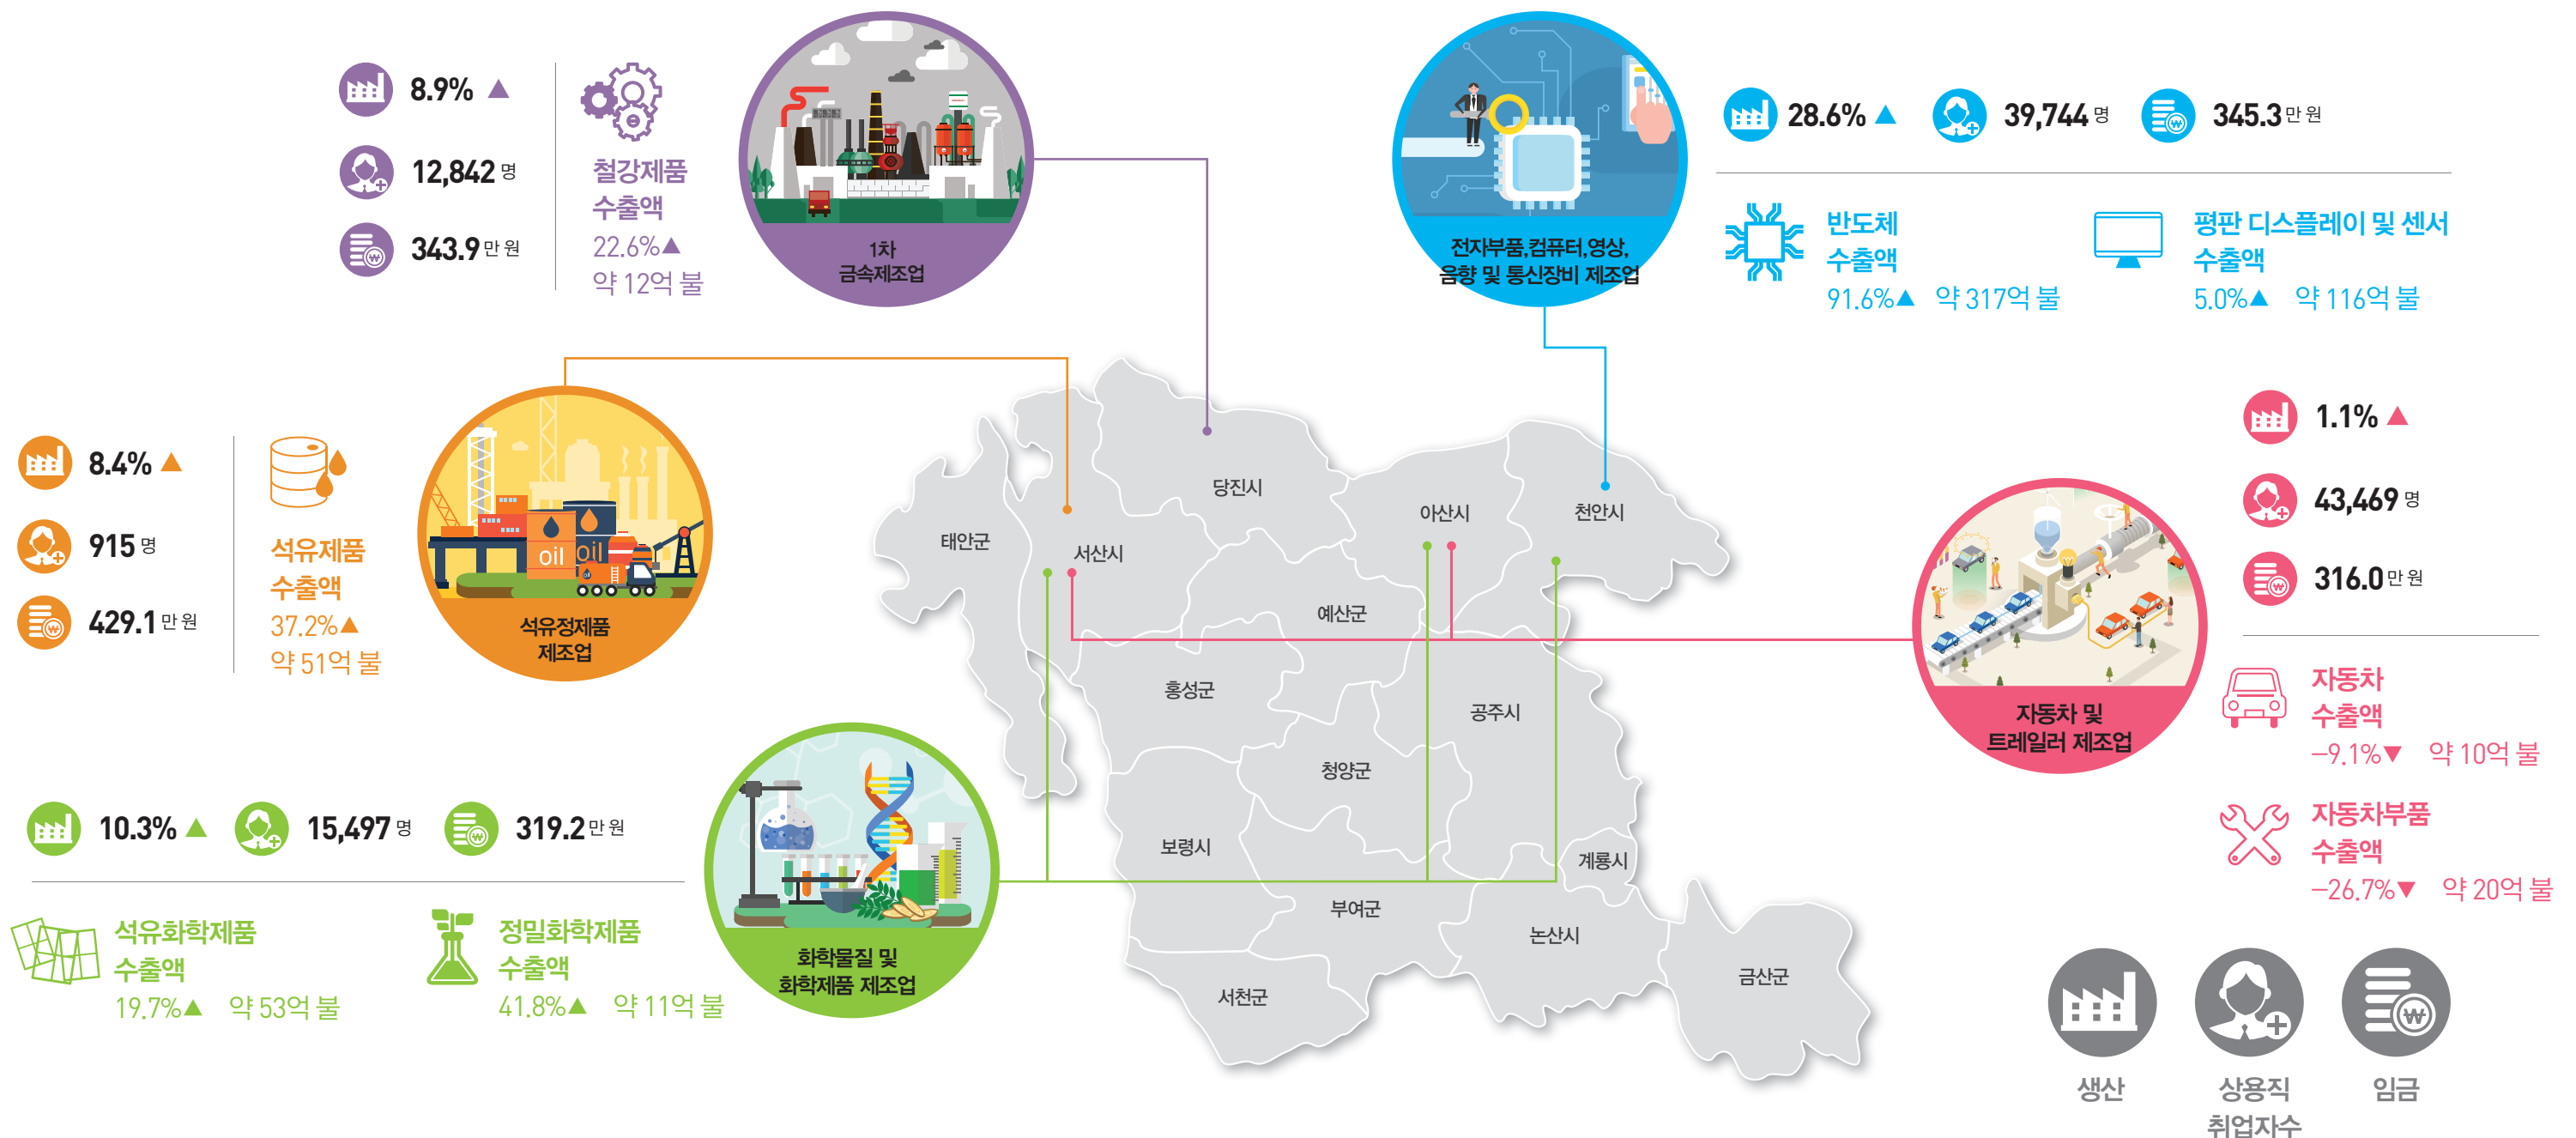 8.9% ▲
12,842 명
343.9 만 원
철강제품
수출액
22.6%▲
약 12억 불
1차
금속제조업
전자부품,컴퓨터,영상,
음향 및 통신장비 제조업
28.6% ▲
39,744 명
345.3 만 원
반도체
수출액
91.6%▲ 약 317억 불
평판 디스플레이 및 센서
수출액
5.0%▲ 약 116억 불
8.4% ▲
915 명
429.1 만 원
석유제품
수출액
37.2%▲
약 51억 불
oil
oil
석유정제품
제조업
1.1% ▲
43,469 명
316.0 만 원
자동차 및
트레일러 제조업
자동차
수출액
–9.1%▼ 약 10억 불
자동차부품
수출액
–26.7%▼ 약 20억 불
10.3% ▲
15,497 명
319.2 만 원
석유화학제품
수출액
19.7%▲ 약 53억 불
정밀화학제품
수출액
41.8%▲ 약 11억 불
화학물질 및
화학제품 제조업
당진시
아산시
천안시
태안군
서산시
예산군
홍성군
공주시
청양군
보령시
계룡시
부여군
논산시
금산군
서천군
생산
상용직
취업자수
임금